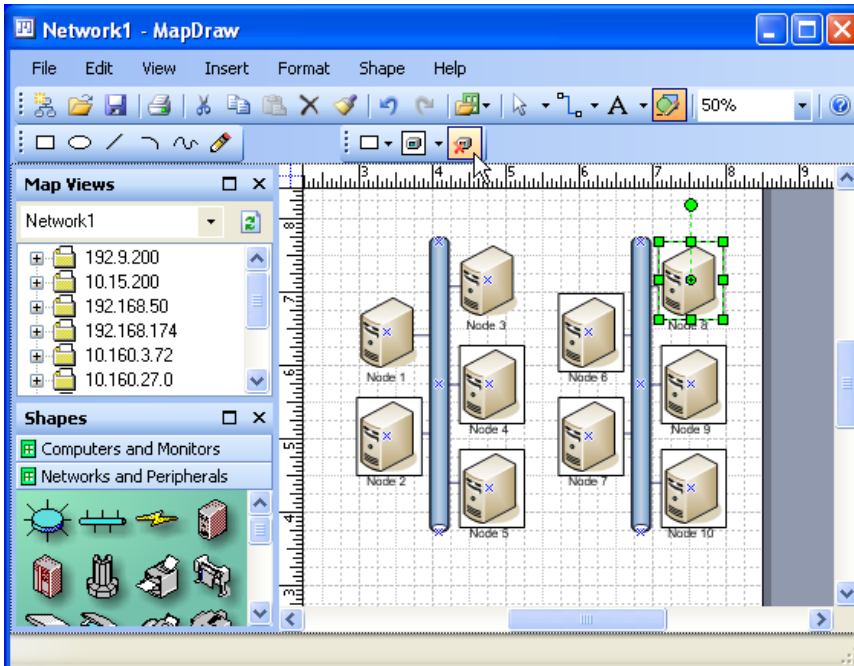 Network1 - MapDraw
File Edit View Insert Format Shape Help
A 50%
Map Views
Network1
192.9.200
10.15.200
192.168.50
192.168.174
10.160.3.72
10.160.27.0
Shapes
Computers and Monitors
Networks and Peripherals
3 4 5 6 7 8 9
8
7
6
5
4
3
Node 3
Node 8
Node 1
Node 6
Node 4
Node 9
Node 2
Node 7
Node 5
Node 10